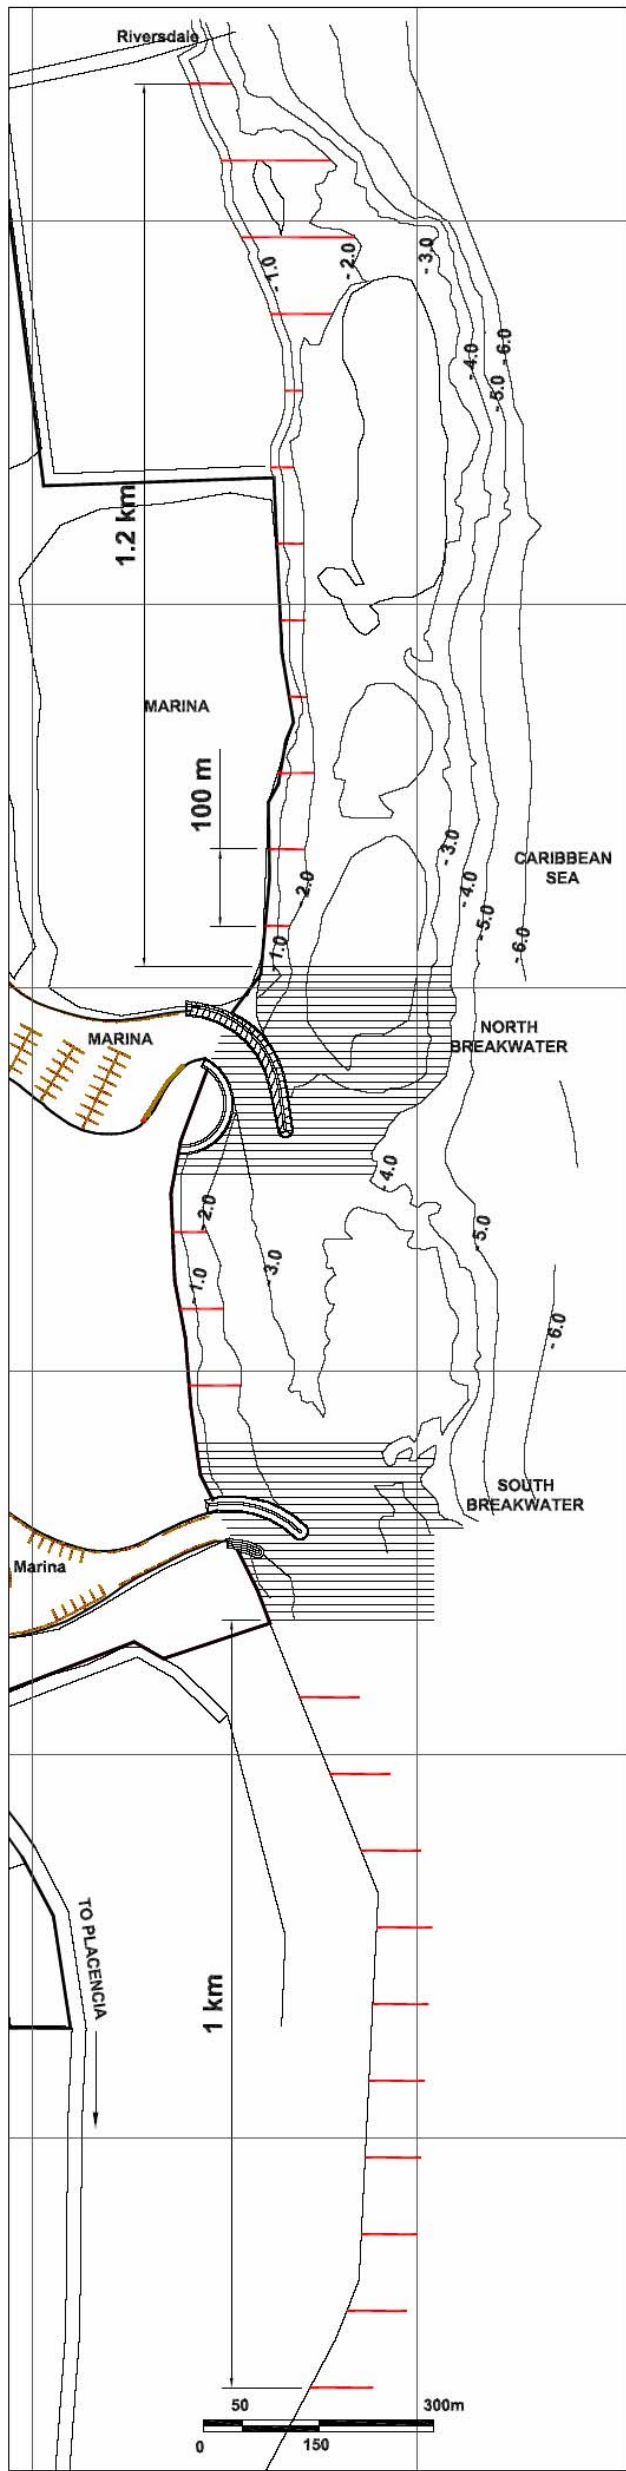 Riversdale
- 1.0
- 2.0
- 3.0
- 4.0
- 5.0
- 6.0
1.2 km
MARINA
100 m
- 1.0
- 2.0
- 3.0
- 4.0
- 5.0
- 6.0
CARIBBEAN
SEA
MARINA
NORTH
BREAKWATER
- 4.0
- 2.0
- 3.0
- 5.0
- 1.0
- 6.0
SOUTH
BREAKWATER
Marina
TO PLACENCIA
1 km
50
300m
0
150